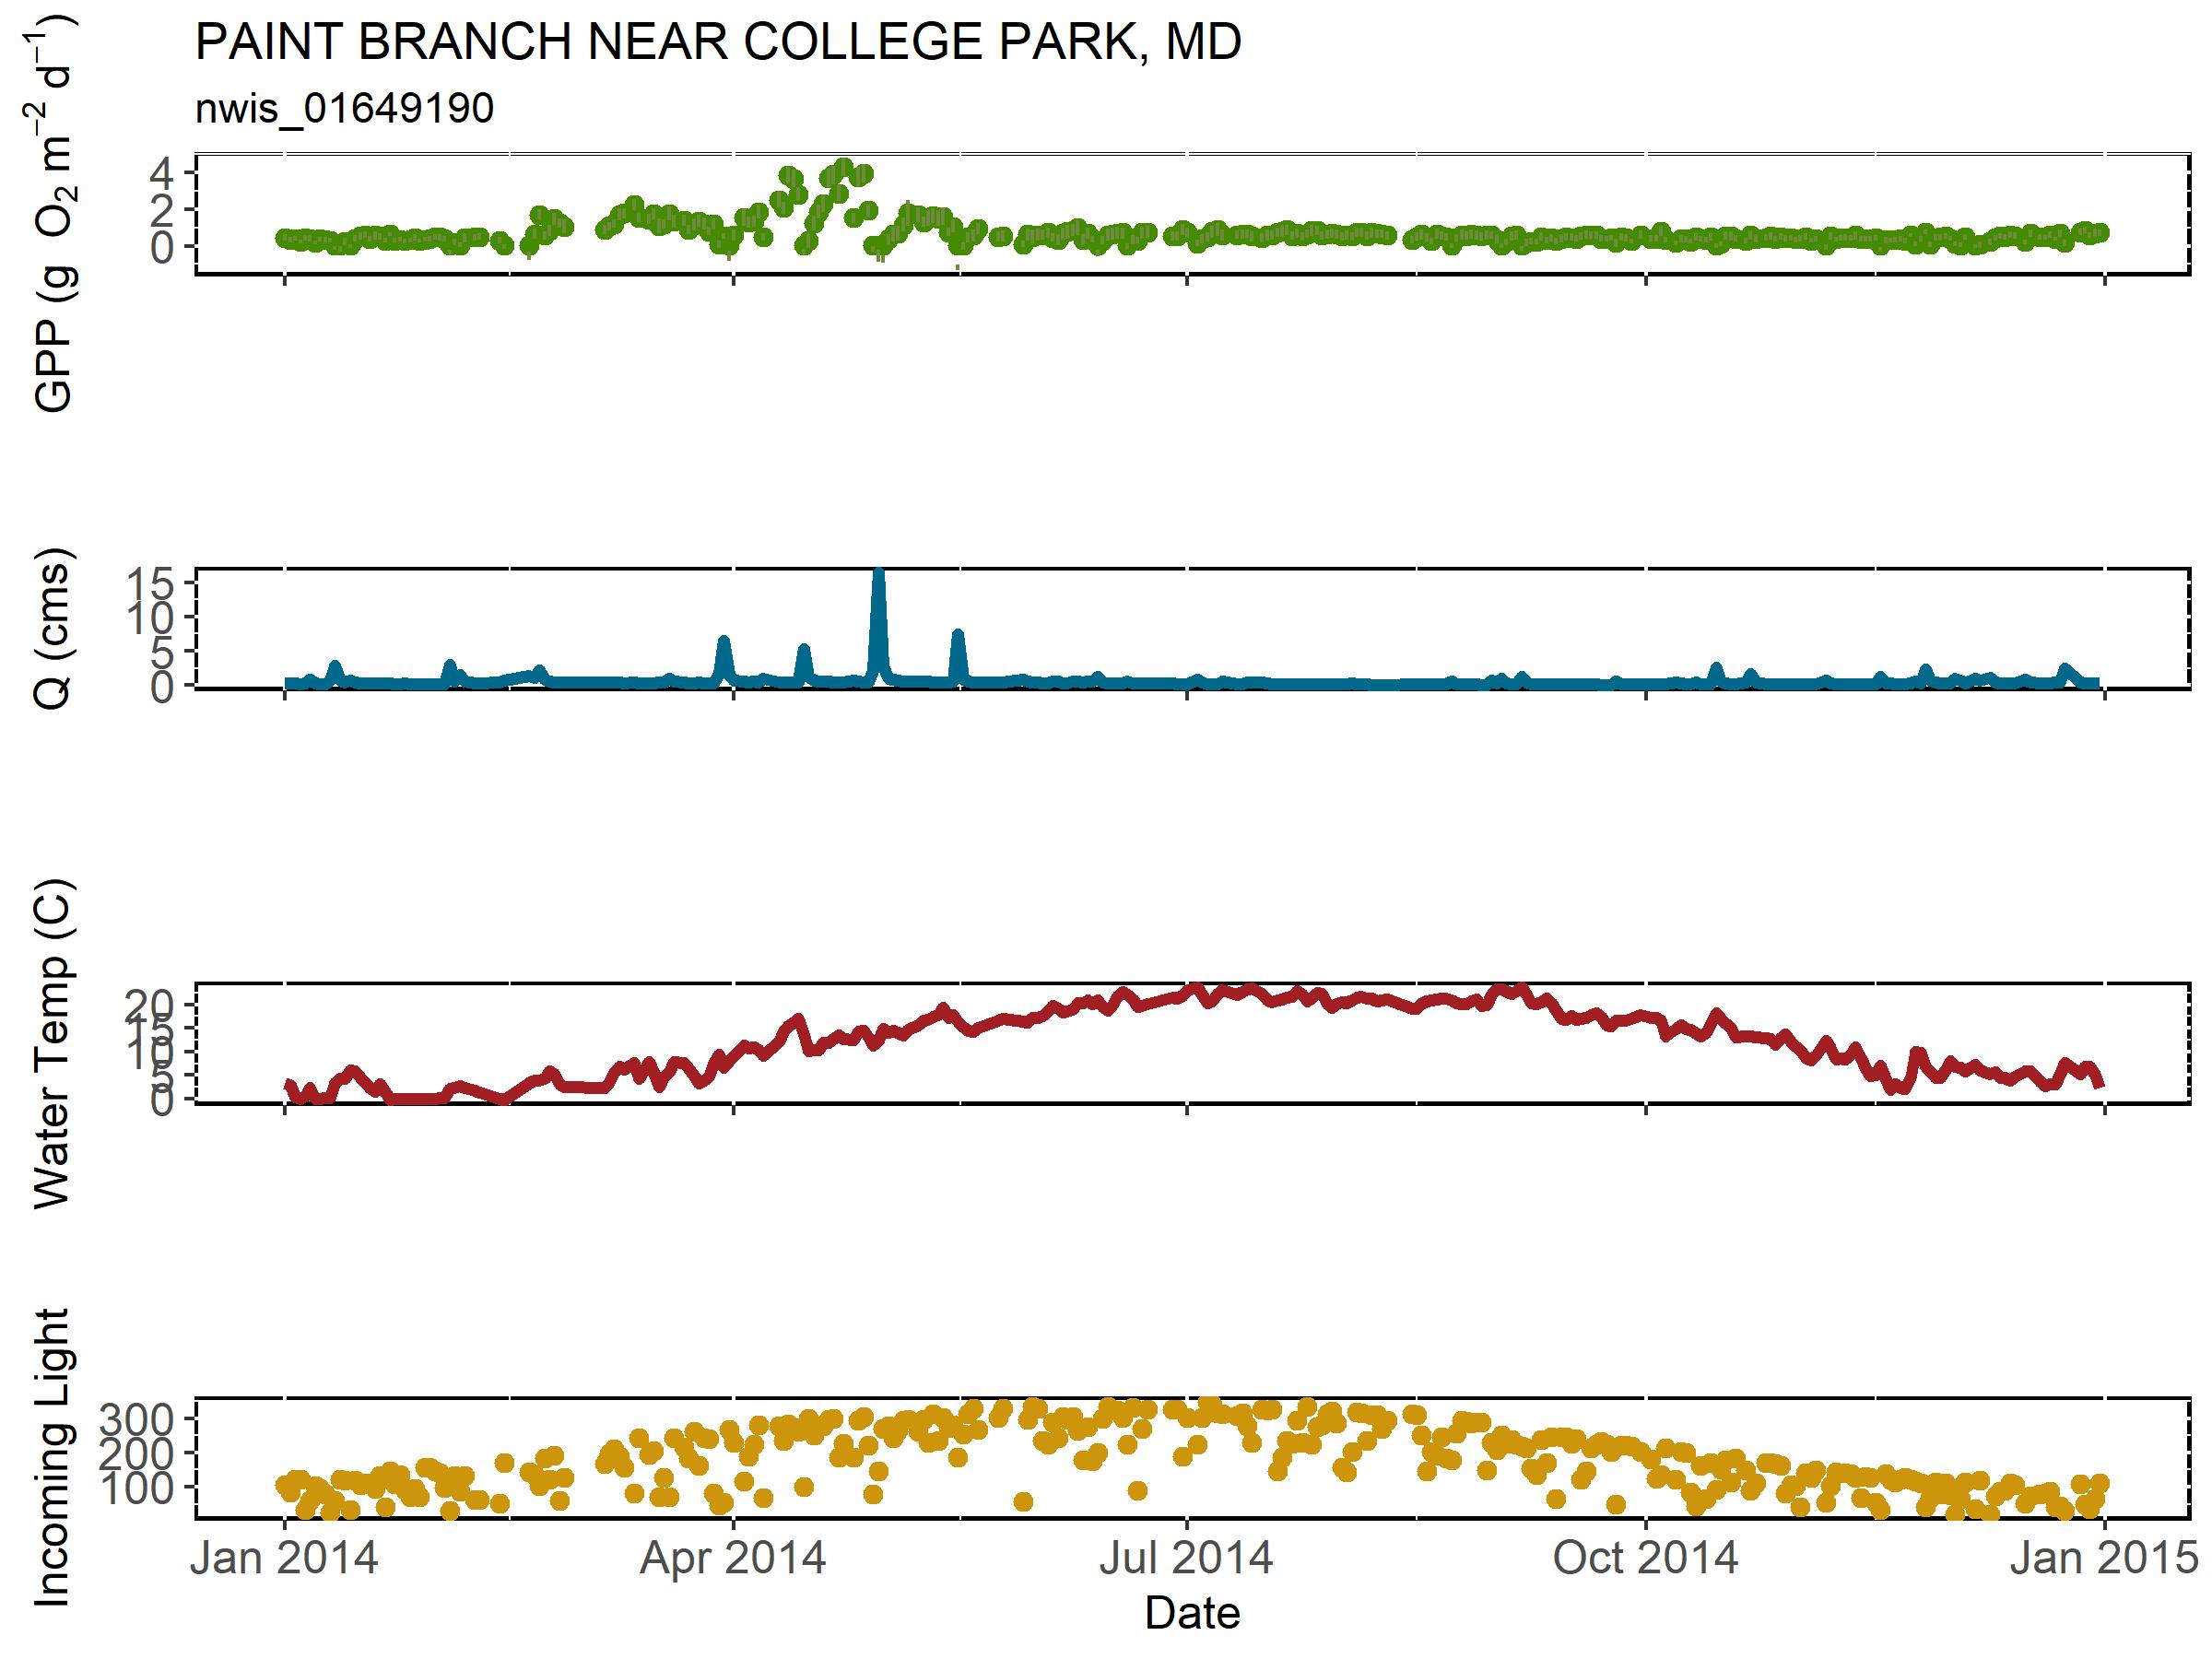 PAINT BRANCH NEAR COLLEGE PARK, MD
nwis_01649190
GPP (g O₂ m⁻² d⁻¹)
4
2
0
Q (cms)
15
10
5
0
Water Temp (C)
20
15
10
5
0
Incoming Light
300
200
100
Jan 2014
Apr 2014
Jul 2014
Oct 2014
Jan 2015
Date